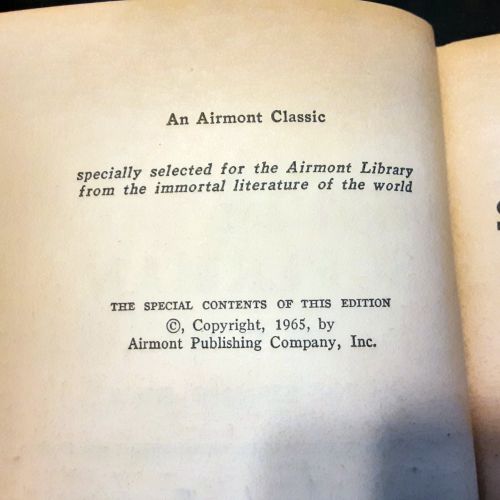 An Airmont Classic
specially selected for the Airmont Library
from the immortal literature of the world
THE SPECIAL CONTENTS OF THIS EDITION
©, Copyright, 1965, by
Airmont Publishing Company, Inc.